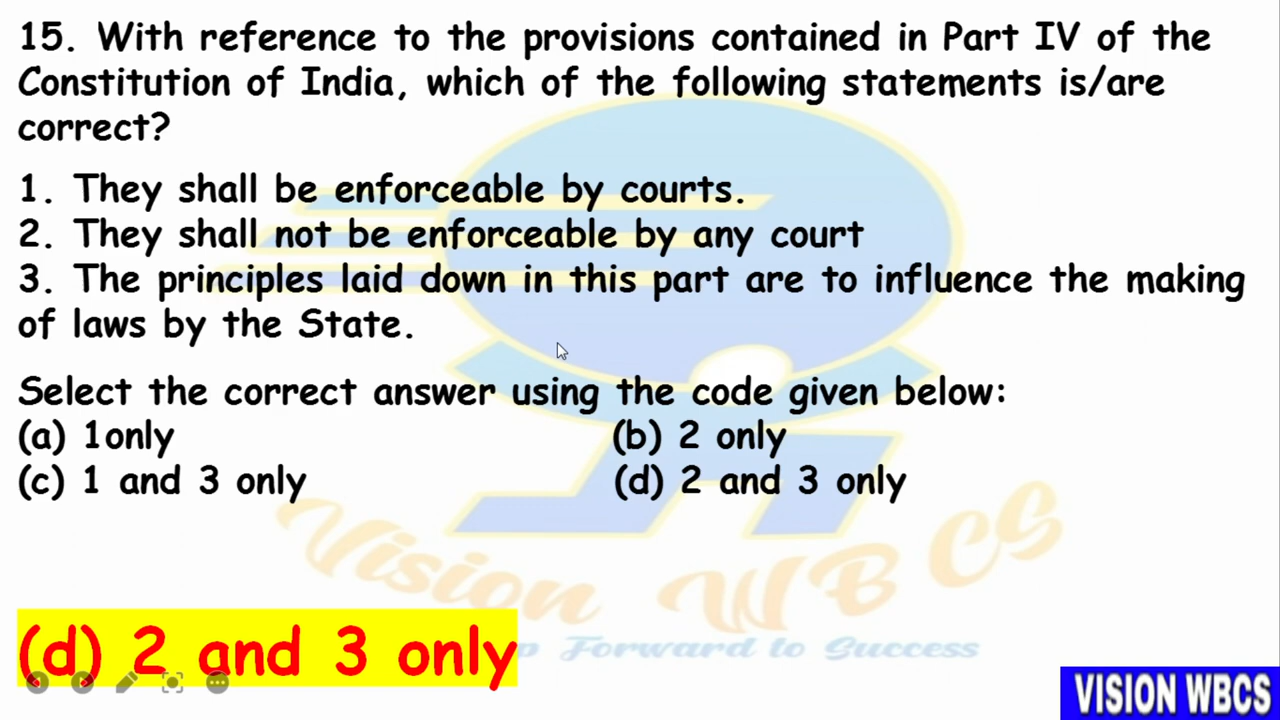 15. With reference to the provisions contained in Part IV of the
Constitution of India, which of the following statements is/are
correct?
1. They shall be enforceable by courts.
2. They shall not be enforceable by any court
3. The principles laid down in this part are to influence the making
of laws by the State.
Select the correct answer using the code given below:
(a) 1only (b) 2 only
(c) 1 and 3 only (d) 2 and 3 only
Vision WBCS
(d) 2 and 3 only
Forward to Success
VISION WBCS